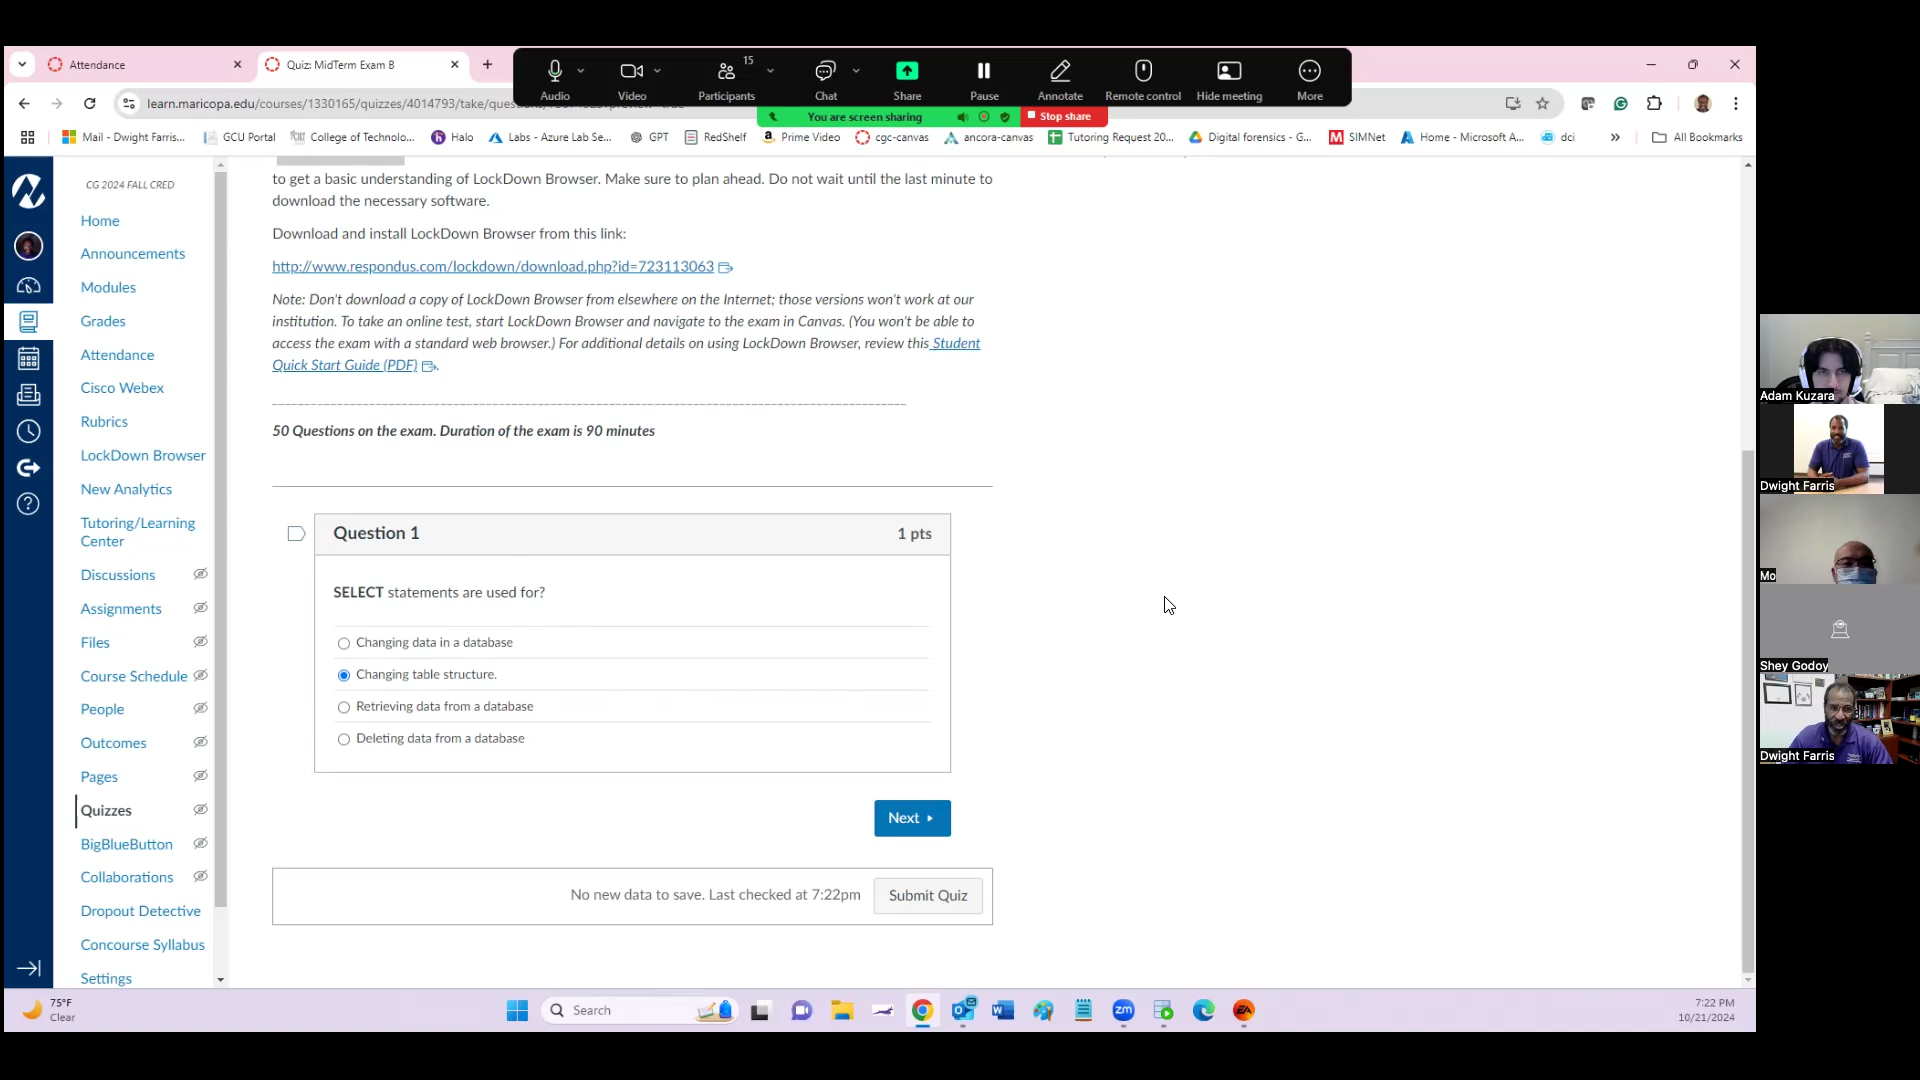 Attendance
Quiz: MidTerm Exam B
Audio
Video
15
Participants
Chat
Share
Pause
Annotate
Remote control
Hide meeting
More
learn.maricopa.edu/courses/1330165/quizzes/4014793/take/ques
You are screen sharing
Stop share
Mail - Dwight Farris...
GCU Portal
College of Technolo...
Halo
Labs - Azure Lab Se...
GPT
RedShelf
Prime Video
cgc-canvas
ancora-canvas
Tutoring Request 20...
Digital forensics - G...
SIMNet
Home - Microsoft A...
dci
All Bookmarks
CG 2024 FALL CRED
Home
Announcements
Modules
Grades
Attendance
Cisco Webex
Rubrics
LockDown Browser
New Analytics
Tutoring/Learning
Center
Discussions
Assignments
Files
Course Schedule
People
Outcomes
Pages
Quizzes
BigBlueButton
Collaborations
Dropout Detective
Concourse Syllabus
Settings
to get a basic understanding of LockDown Browser. Make sure to plan ahead. Do not wait until the last minute to
download the necessary software.
Download and install LockDown Browser from this link:
http://www.respondus.com/lockdown/download.php?id=723113063
Note: Don't download a copy of LockDown Browser from elsewhere on the Internet; those versions won't work at our
institution. To take an online test, start LockDown Browser and navigate to the exam in Canvas. (You won't be able to
access the exam with a standard web browser.) For additional details on using LockDown Browser, review this Student
Quick Start Guide (PDF).
50 Questions on the exam. Duration of the exam is 90 minutes
Question 1
1 pts
SELECT statements are used for?
Changing data in a database
Changing table structure.
Retrieving data from a database
Deleting data from a database
Next
No new data to save. Last checked at 7:22pm
Submit Quiz
Adam Kuzara
Dwight Farris
Mo
Shey Godoy
Dwight Farris
75°F
Clear
Search
zm
7:22 PM
10/21/2024